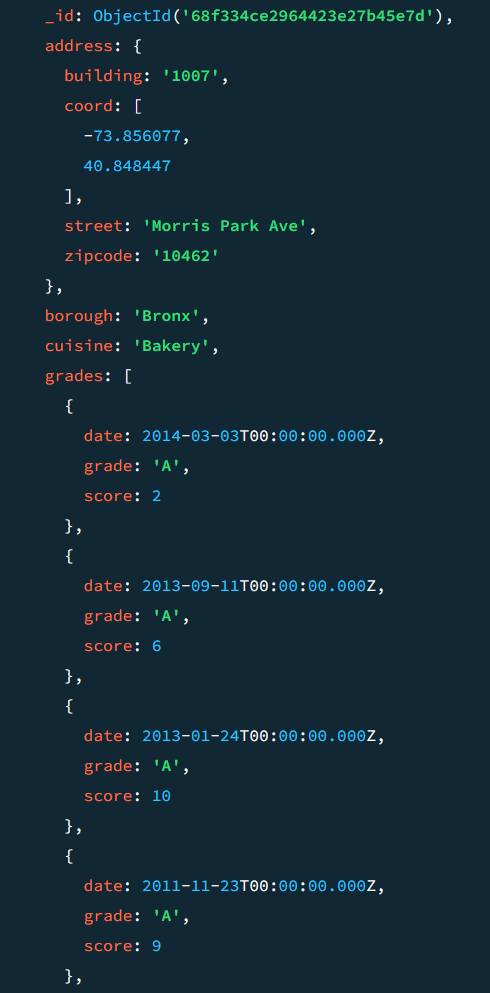 _id: ObjectId('68f334ce2964423e27b45e7d'),
address: {
building: '1007',
coord: [
-73.856077,
40.848447
],
street: 'Morris Park Ave',
zipcode: '10462'
},
borough: 'Bronx',
cuisine: 'Bakery',
grades: [
{
date: 2014-03-03T00:00:00.000Z,
grade: 'A',
score: 2
},
{
date: 2013-09-11T00:00:00.000Z,
grade: 'A',
score: 6
},
{
date: 2013-01-24T00:00:00.000Z,
grade: 'A',
score: 10
},
{
date: 2011-11-23T00:00:00.000Z,
grade: 'A',
score: 9
},